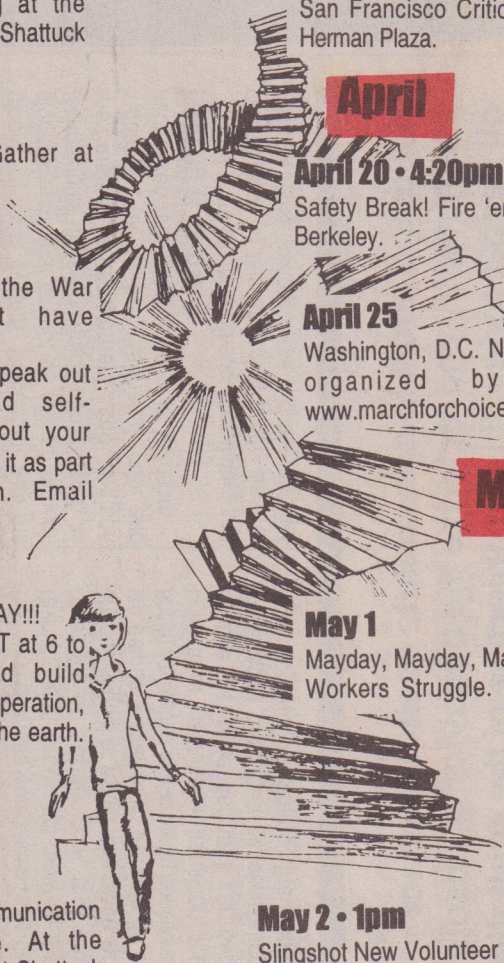 at the
Shattuck
Gather at
the War
have
peak out
self-
out your
it as part
Email
AY!!!
T at 6 to
build
peration,
he earth.
munication
At the
San Francisco Critic
Herman Plaza.
April
April 20 • 4:20pm
Safety Break! Fire 'e
Berkeley.
April 25
Washington, D.C. N
organized by
www.marchforchoice
M
May 1
Mayday, Mayday, Ma
Workers Struggle.
May 2 • 1pm
Slingshot New Volunteer